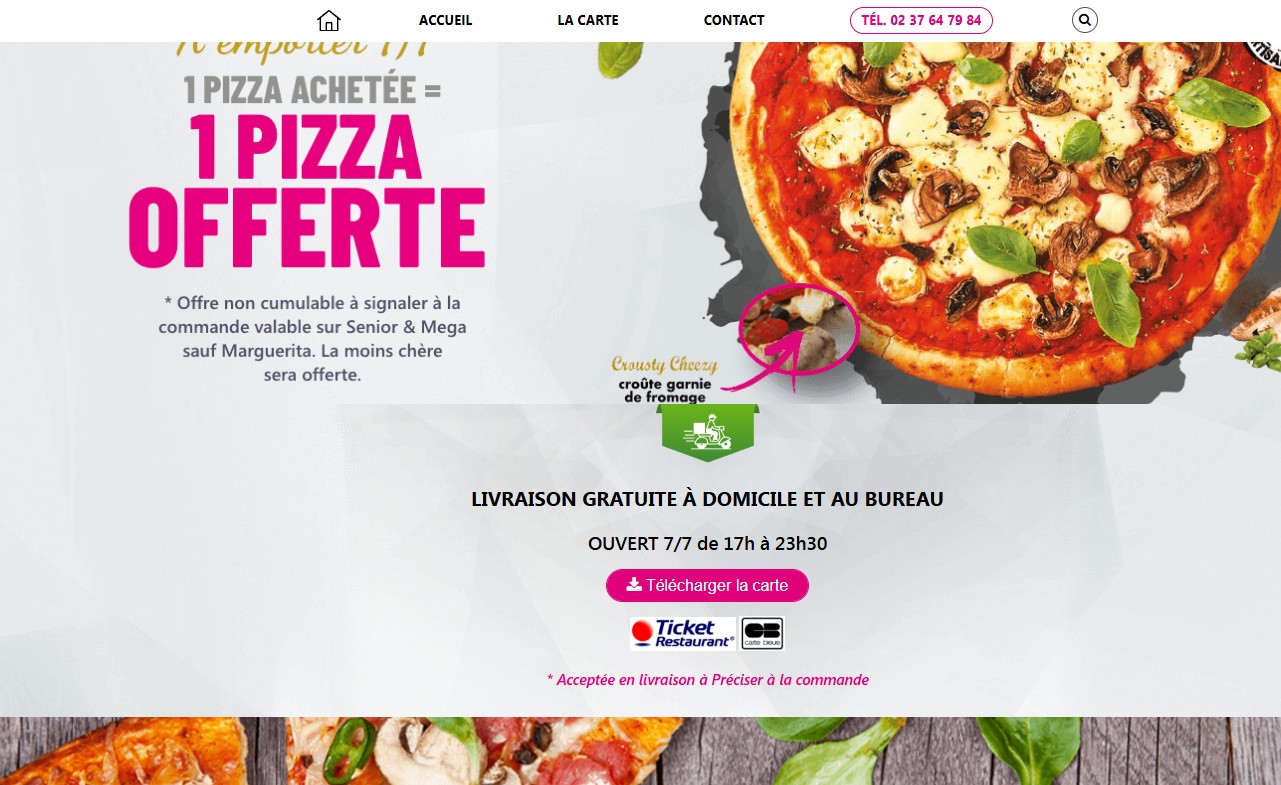 ACCUEIL
LA CARTE
CONTACT
TÉL. 02 37 64 79 84
1 PIZZA ACHETÉE =
1 PIZZA
OFFERTE
* Offre non cumulable à signaler à la
commande valable sur Senior & Mega
sauf Marguerita. La moins chère
sera offerte.
Crousty Cheezy
croûte garnie
de fromage
LIVRAISON GRATUITE À DOMICILE ET AU BUREAU
OUVERT 7/7 de 17h à 23h30
Télécharger la carte
Ticket
Restaurant®
CB
carte bleue
* Acceptée en livraison à Préciser à la commande